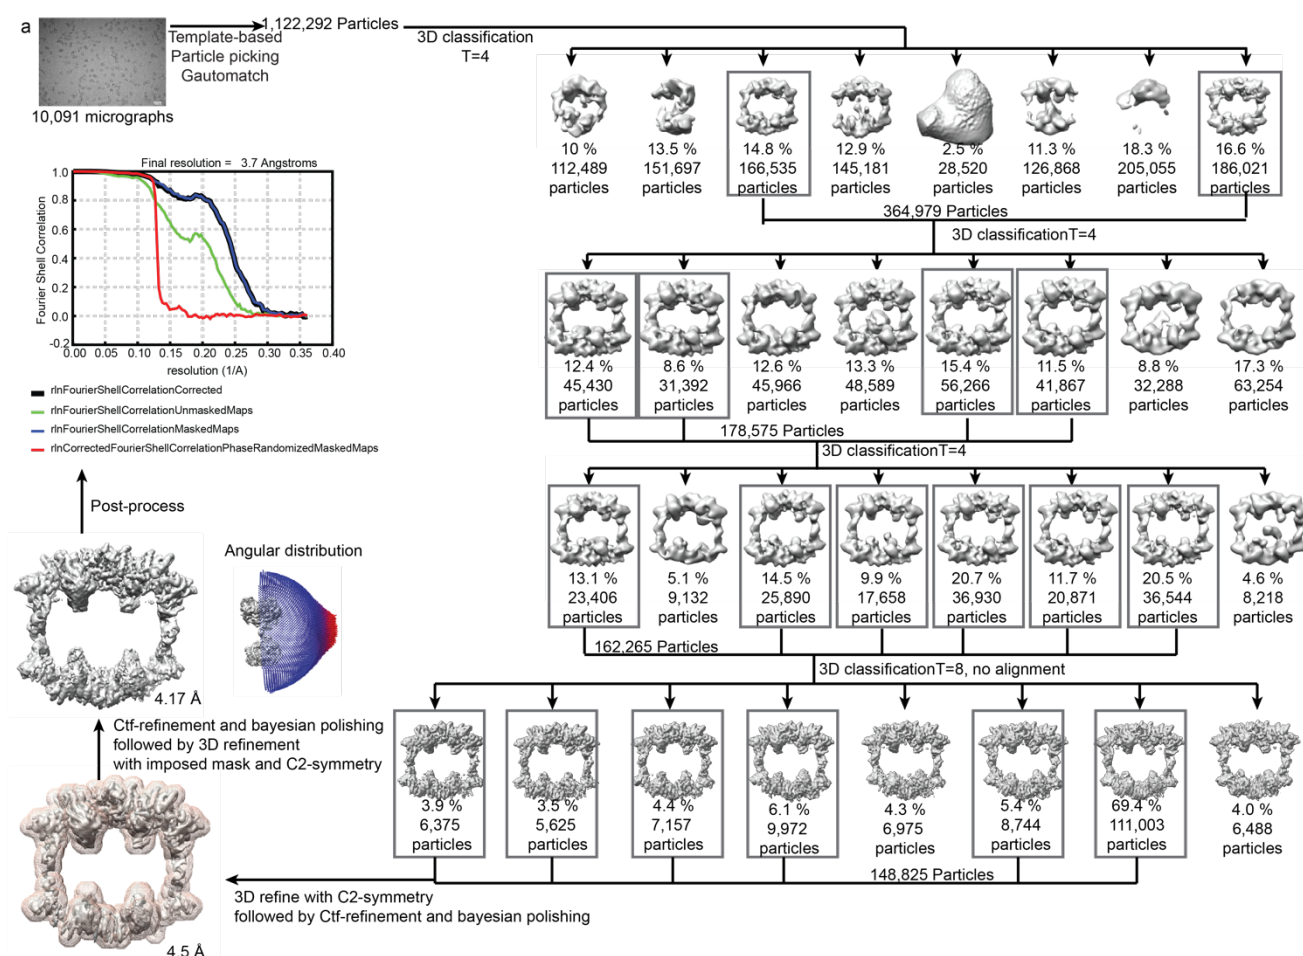 a
1,122,292 Particles
Template-based
Particle picking
Gautomatch
10,091 micrographs
3D classification
T=4
10 %
112,489
particles
13.5 %
151,697
particles
14.8 %
166,535
particles
12.9 %
145,181
particles
2.5 %
28,520
particles
11.3 %
126,868
particles
18.3 %
205,055
particles
16.6 %
186,021
particles
364,979 Particles
3D classificationT=4
12.4 %
45,430
particles
8.6 %
31,392
particles
12.6 %
45,966
particles
13.3 %
48,589
particles
15.4 %
56,266
particles
11.5 %
41,867
particles
8.8 %
32,288
particles
17.3 %
63,254
particles
178,575 Particles
3D classificationT=4
13.1 %
23,406
particles
5.1 %
9,132
particles
14.5 %
25,890
particles
9.9 %
17,658
particles
20.7 %
36,930
particles
11.7 %
20,871
particles
20.5 %
36,544
particles
4.6 %
8,218
particles
162,265 Particles
3D classificationT=8, no alignment
3.9 %
6,375
particles
3.5 %
5,625
particles
4.4 %
7,157
particles
6.1 %
9,972
particles
4.3 %
6,975
particles
5.4 %
8,744
particles
69.4 %
111,003
particles
4.0 %
6,488
particles
148,825 Particles
3D refine with C2-symmetry
followed by Ctf-refinement and bayesian polishing
4.5 Å
Ctf-refinement and bayesian polishing
followed by 3D refinement
with imposed mask and C2-symmetry
4.17 Å
Angular distribution
Post-process
Final resolution = 3.7 Angstroms
Fourier Shell Correlation
1.0
0.8
0.6
0.4
0.2
0.0
-0.2
0.00 0.05 0.10 0.15 0.20 0.25 0.30 0.35 0.40
resolution (1/A)
rlnFourierShellCorrelationCorrected
rlnFourierShellCorrelationUnmaskedMaps
rlnFourierShellCorrelationMaskedMaps
rlnCorrectedFourierShellCorrelationPhaseRandomizedMaskedMaps